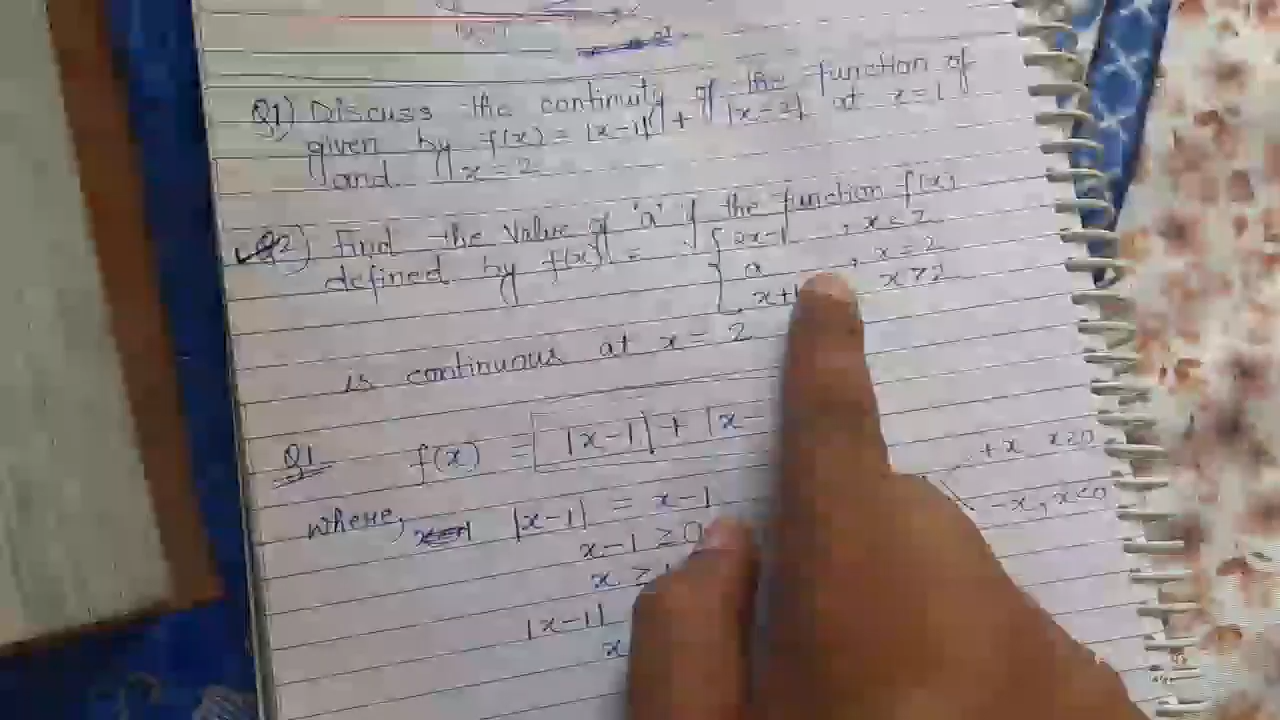 Q1) Discuss the continuity of the function of
given by f(x) = |x-1| + |x-2| at x=1
and x=2
Q2) Find the value of 'a' if the function f(x)
defined by f(x) = { 2x-1 , x<2
a , x=2
x+1 x>2
is continuous at x=2
Q1 f(x) = |x-1| + |x-
+x x≥0
where, |x-1| = x-1 -x, x<0
x-1≥0
x≥1
|x-1|
x